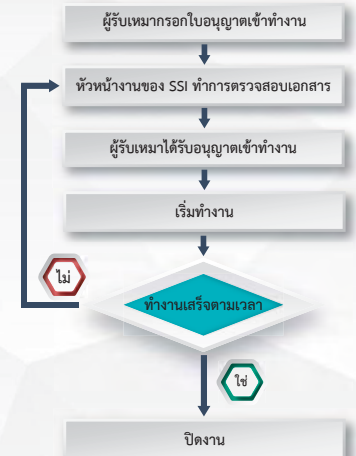 ผู้รับเหมากรอกใบอนุญาตเข้าทำงาน
หัวหน้างานของ SSI ทำการตรวจสอบเอกสาร
ผู้รับเหมาได้รับอนุญาตเข้าทำงาน
เริ่มทำงาน
ไม่
ทำงานเสร็จตามเวลา
ใช่
ปิดงาน